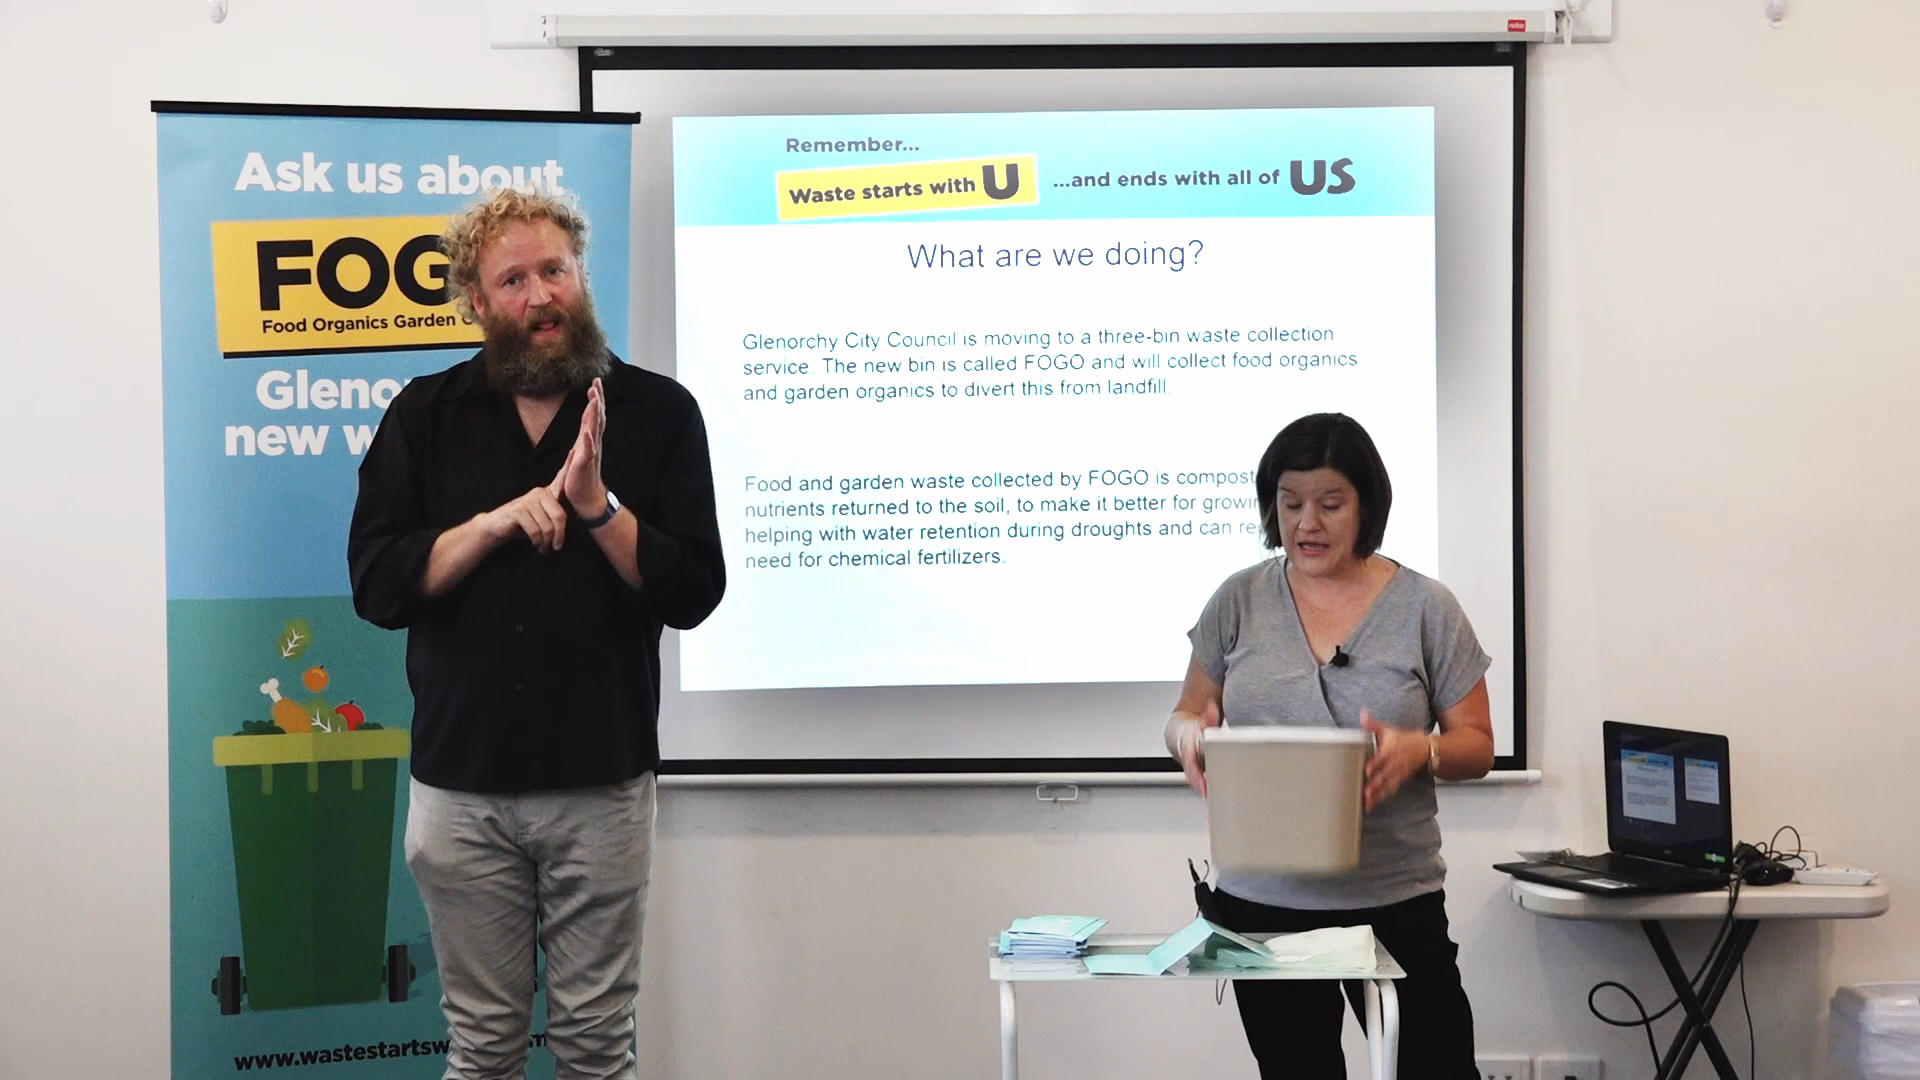 Ask us about
FOG
Food Organics Garden
Gleno
new w
www.wastestartsw
nobo
Remember...
Waste starts with U ...and ends with all of US
What are we doing?
Glenorchy City Council is moving to a three-bin waste collection
service. The new bin is called FOGO and will collect food organics
and garden organics to divert this from landfill.
Food and garden waste collected by FOGO is compost
nutrients returned to the soil, to make it better for growin
helping with water retention during droughts and can re
need for chemical fertilizers.